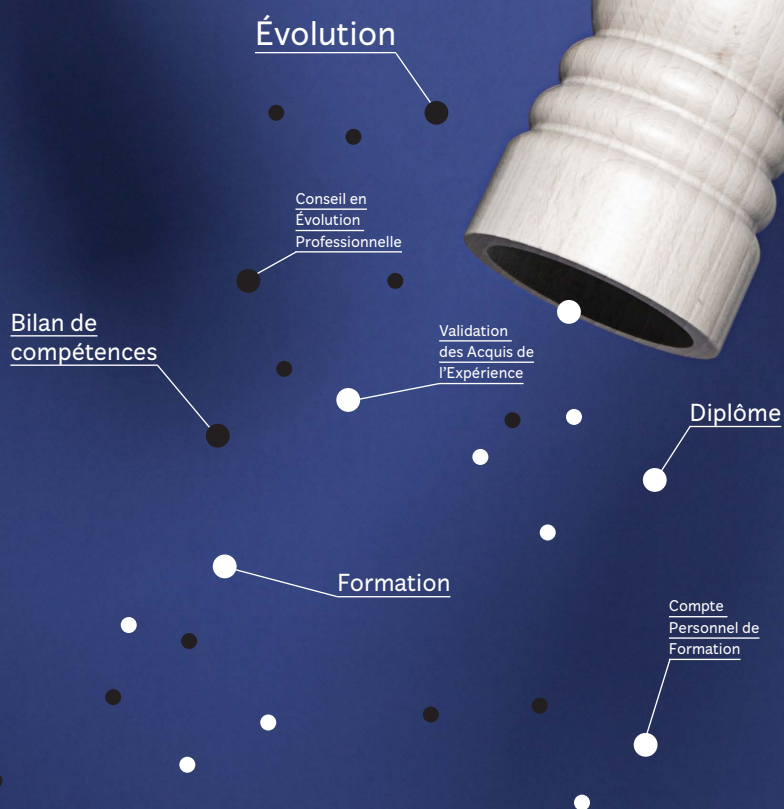 Évolution
Conseil en
Évolution
Professionnelle
Bilan de
compétences
Validation
des Acquis de
l'Expérience
Diplôme
Formation
Compte
Personnel de
Formation